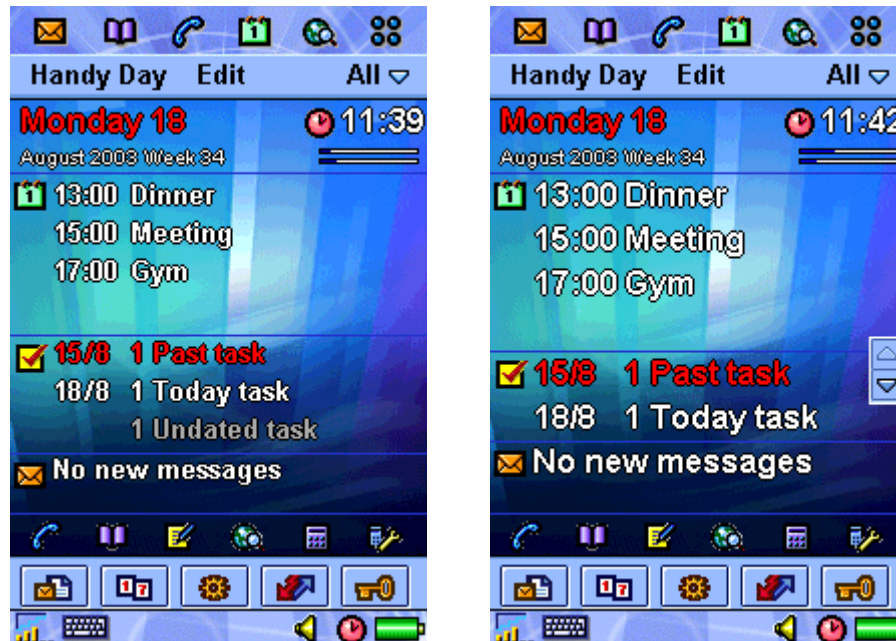 Handy Day Edit All
Monday 18 11:39
August 2003 Week 34
13:00 Dinner
15:00 Meeting
17:00 Gym
15/8 1 Past task
18/8 1 Today task
1 Undated task
No new messages
Handy Day Edit All
Monday 18 11:42
August 2003 Week 34
13:00 Dinner
15:00 Meeting
17:00 Gym
15/8 1 Past task
18/8 1 Today task
No new messages